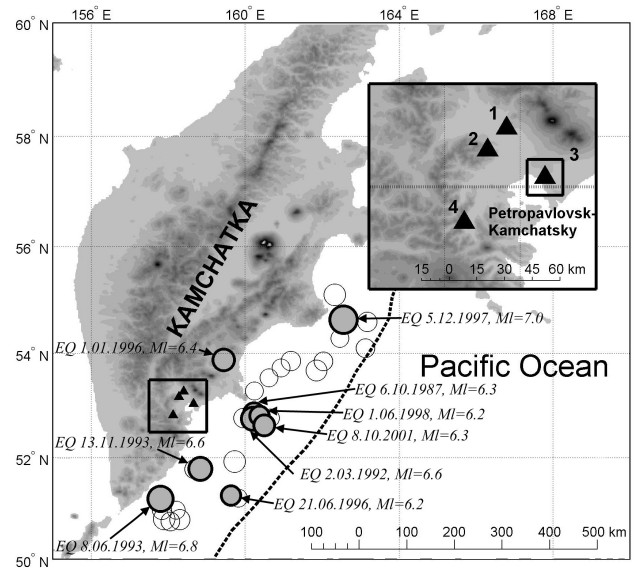 156° E
160° E
164° E
168° E
60° N
58° N
56° N
54° N
52° N
50° N
1
2
3
4
Petropavlovsk-
Kamchatsky
15 0 15 30 45 60 km
KAMCHATKA
Pacific Ocean
EQ 5.12.1997, Ml=7.0
EQ 1.01.1996, Ml=6.4
EQ 6.10.1987, Ml=6.3
EQ 1.06.1998, Ml=6.2
EQ 8.10.2001, Ml=6.3
EQ 13.11.1993, Ml=6.6
EQ 2.03.1992, Ml=6.6
EQ 21.06.1996, Ml=6.2
EQ 8.06.1993, Ml=6.8
100 0 100 200 300 400 500 km